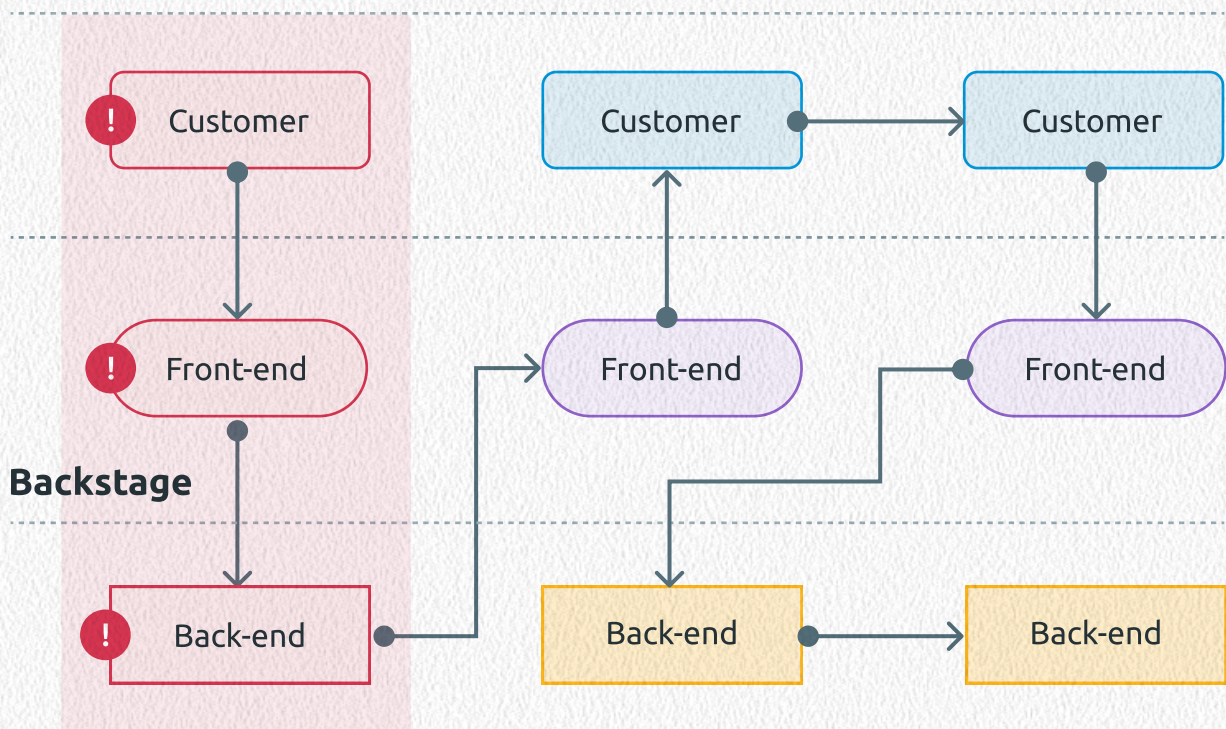 Customer
Customer
Customer
Front-end
Front-end
Front-end
Backstage
Back-end
Back-end
Back-end
!
!
!